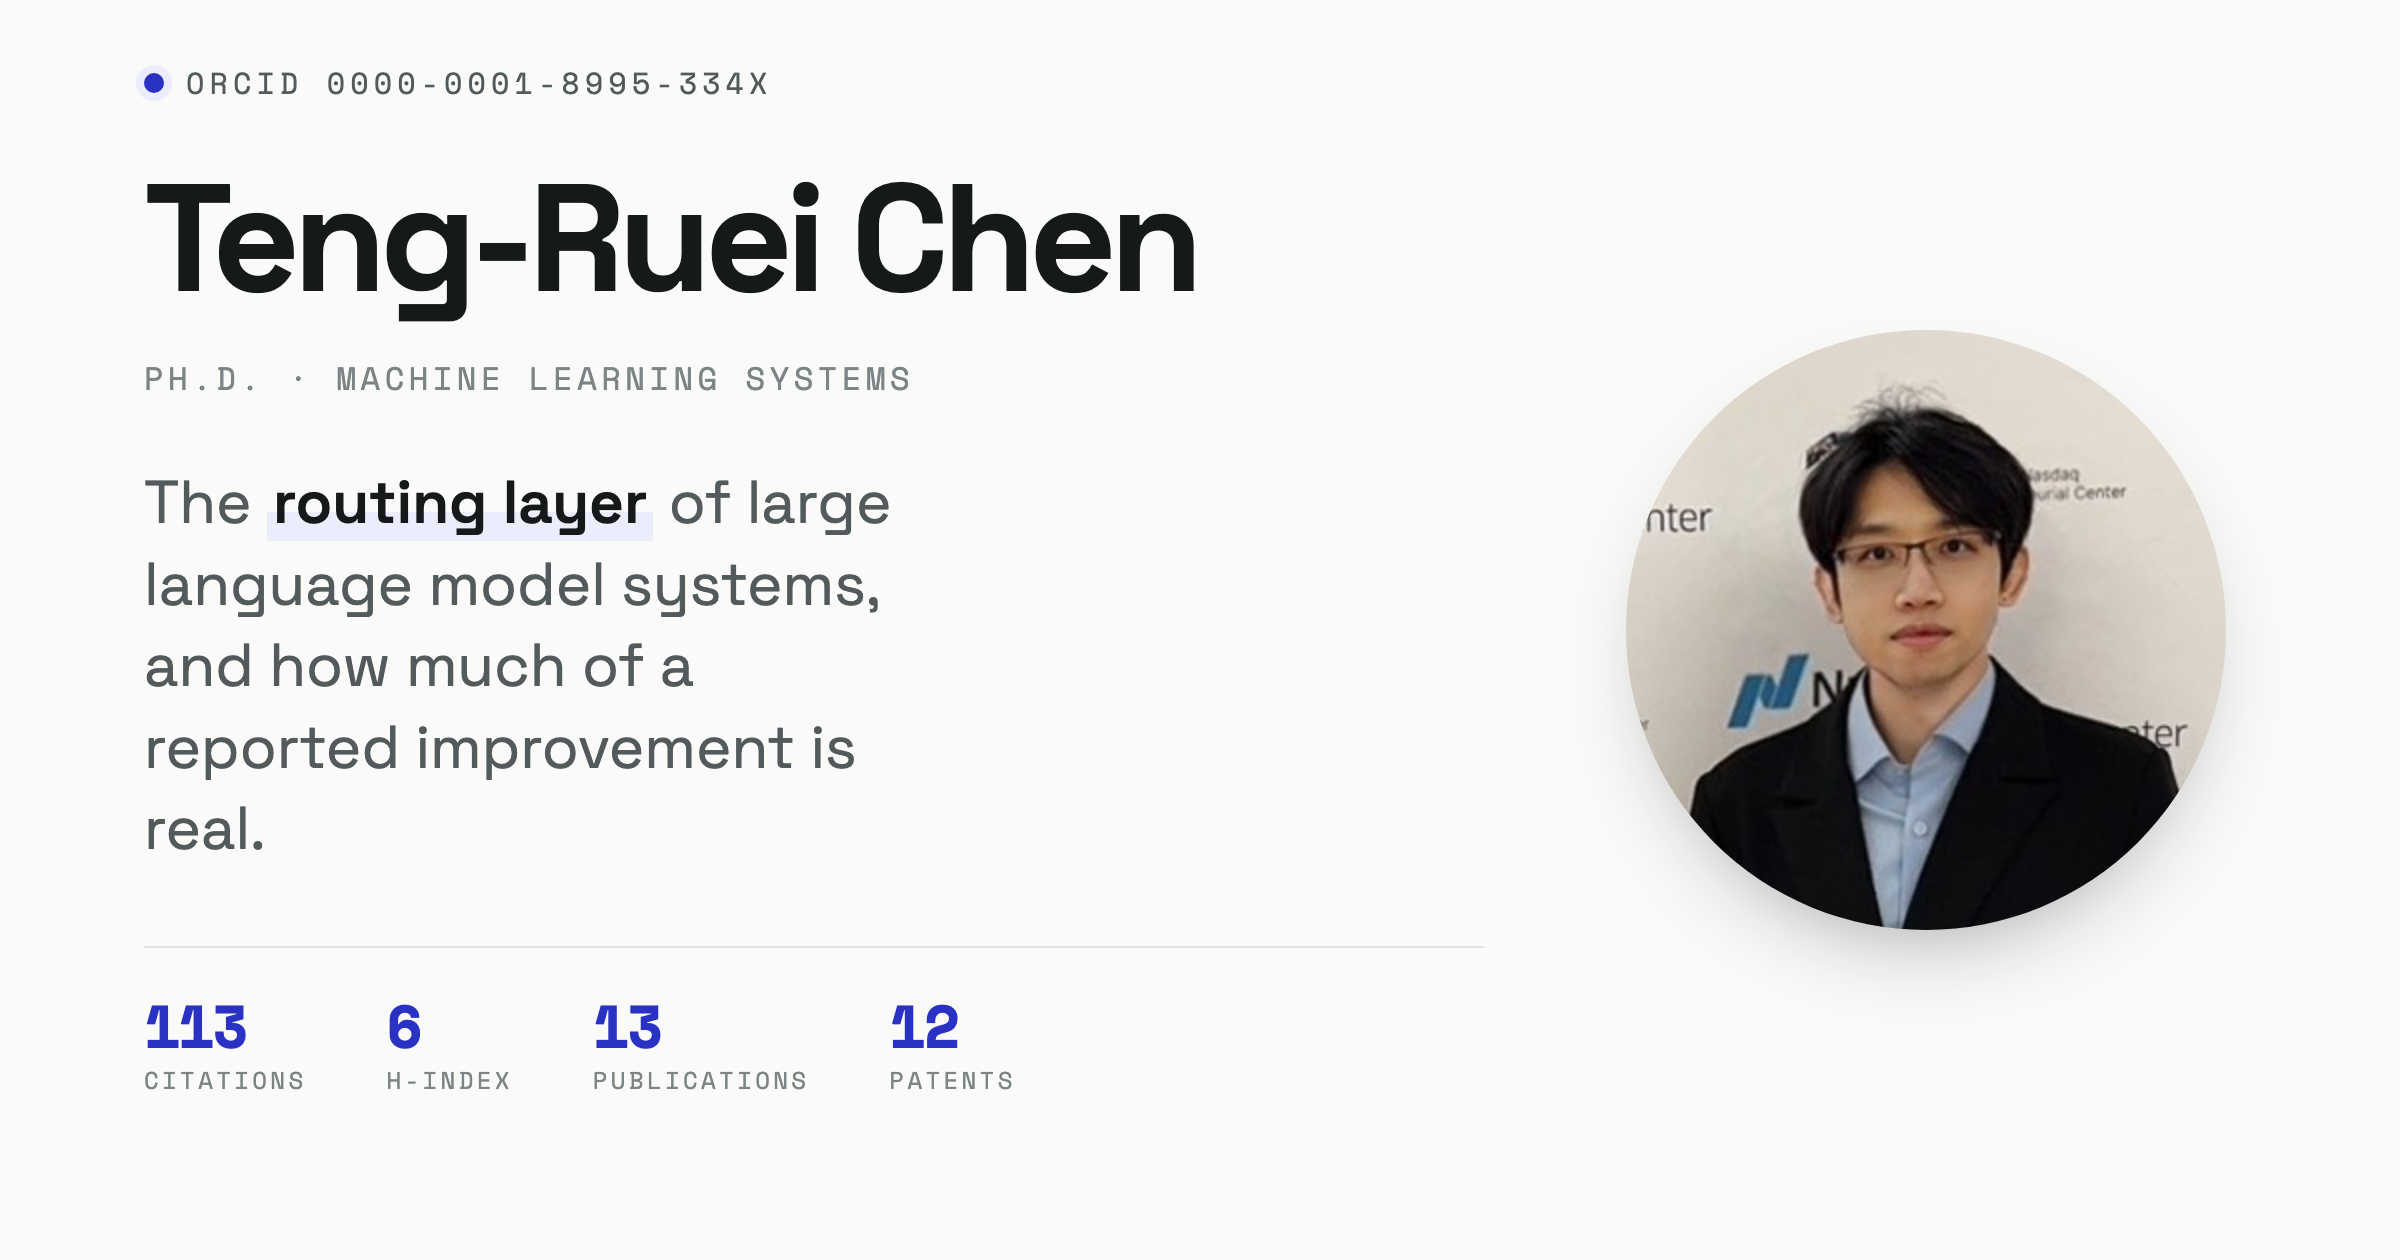 ORCID 0000-0001-8995-334X
Teng-Ruei Chen
PH.D. · MACHINE LEARNING SYSTEMS
The routing layer of large
language model systems,
and how much of a
reported improvement is
real.
113
CITATIONS
6
H-INDEX
13
PUBLICATIONS
12
PATENTS
Center